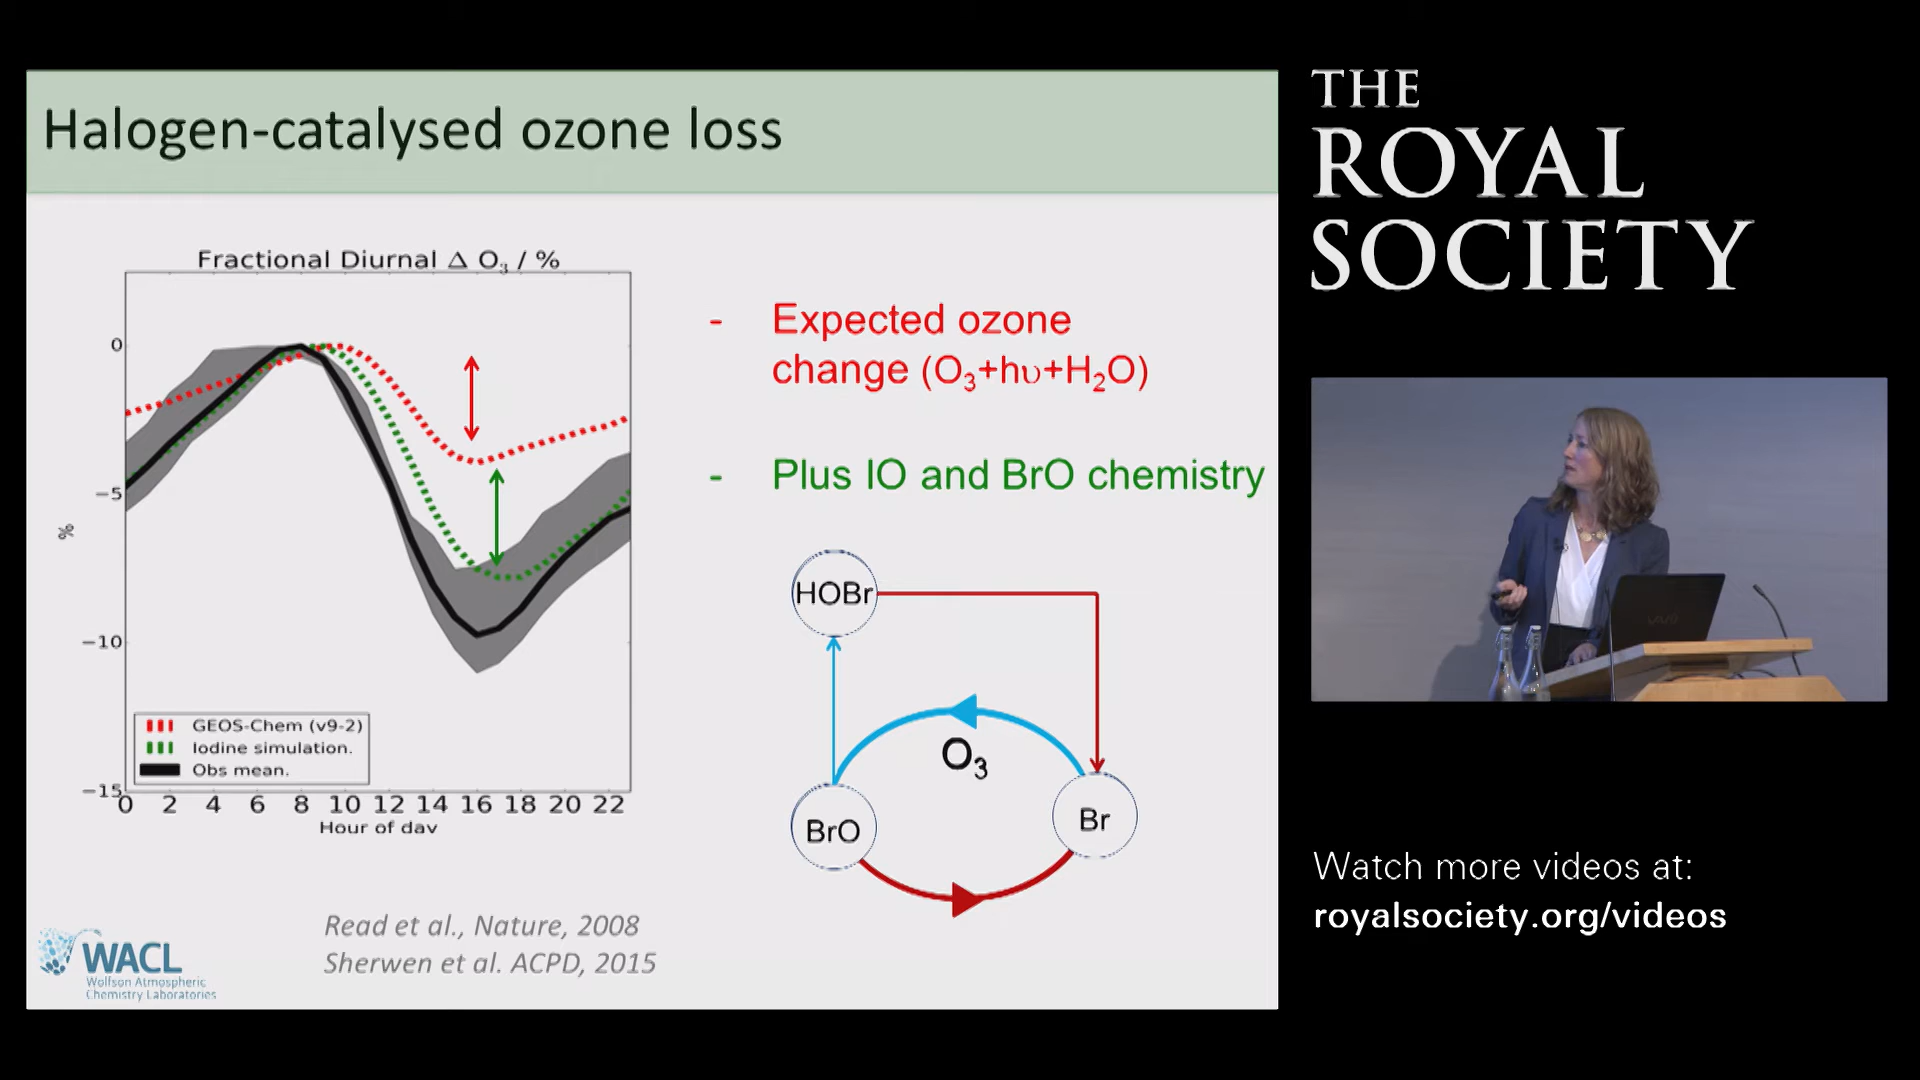 Halogen-catalysed ozone loss
Fractional Diurnal Δ O₃ / %
0
−5
−10
−15
%
0 2 4 6 8 10 12 14 16 18 20 22
Hour of day
GEOS-Chem (v9-2)
Iodine simulation.
Obs mean.
- Expected ozone
change (O₃+hυ+H₂O)
- Plus IO and BrO chemistry
HOBr
O₃
BrO
Br
Read et al., Nature, 2008
Sherwen et al. ACPD, 2015
WACL
Wolfson Atmospheric
Chemistry Laboratories
THE
ROYAL
SOCIETY
VAIO
Watch more videos at:
royalsociety.org/videos